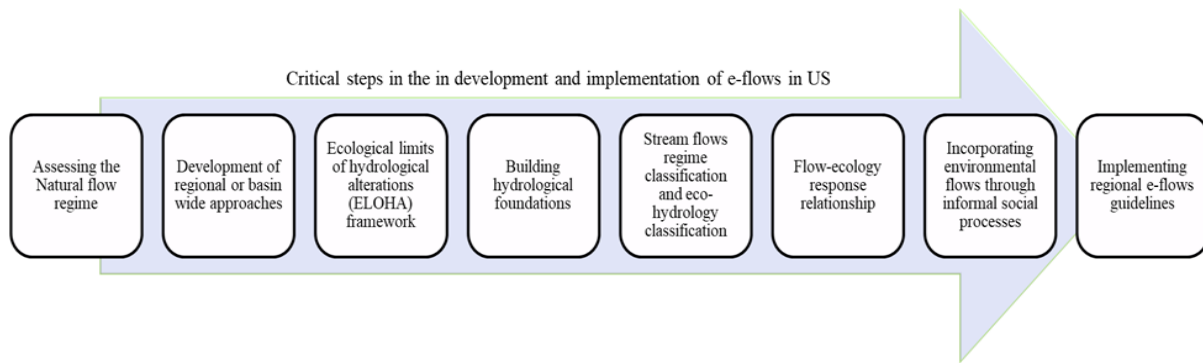 Critical steps in the in development and implementation of e-flows in US
Assessing the
Natural flow
regime
Development of
regional or basin
wide approaches
Ecological limits
of hydrological
alterations
(ELOHA)
framework
Building
hydrological
foundations
Stream flows
regime
classification
and eco-
hydrology
classification
Flow-ecology
response
relationship
Incorporating
environmental
flows through
informal social
processes
Implementing
regional e-flows
guidelines